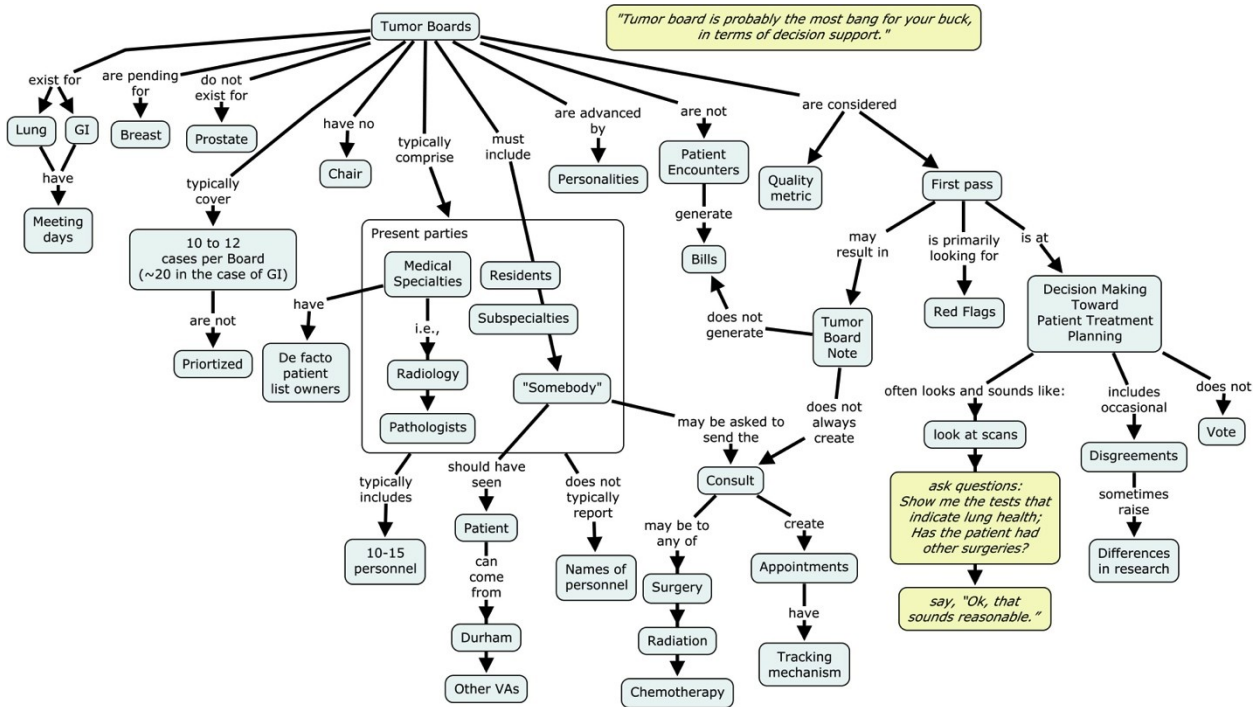 Tumor Boards
"Tumor board is probably the most bang for your buck,
in terms of decision support."
exist for
are pending
for
do not
exist for
Lung
GI
Breast
Prostate
have
Meeting
days
typically
cover
10 to 12
cases per Board
(~20 in the case of GI)
are not
Priortized
have no
Chair
typically
comprise
must
include
are advanced
by
Personalities
are not
Patient
Encounters
generate
Bills
are considered
Quality
metric
First pass
may
result in
is primarily
looking for
is at
Red Flags
does not
generate
Tumor
Board
Note
Decision Making
Toward
Patient Treatment
Planning
Present parties
Medical
Specialties
Residents
Subspecialties
have
i.e.,
De facto
patient
list owners
Radiology
"Somebody"
Pathologists
typically
includes
10-15
personnel
should have
seen
Patient
can
come
from
Durham
Other VAs
does not
typically
report
Names of
personnel
may be asked to
send the
does not
always
create
Consult
may be to
any of
Surgery
Radiation
Chemotherapy
create
Appointments
have
Tracking
mechanism
often looks and sounds like:
look at scans
ask questions:
Show me the tests that
indicate lung health;
Has the patient had
other surgeries?
say, "Ok, that
sounds reasonable."
includes
occasional
Disgreements
sometimes
raise
Differences
in research
does not
Vote